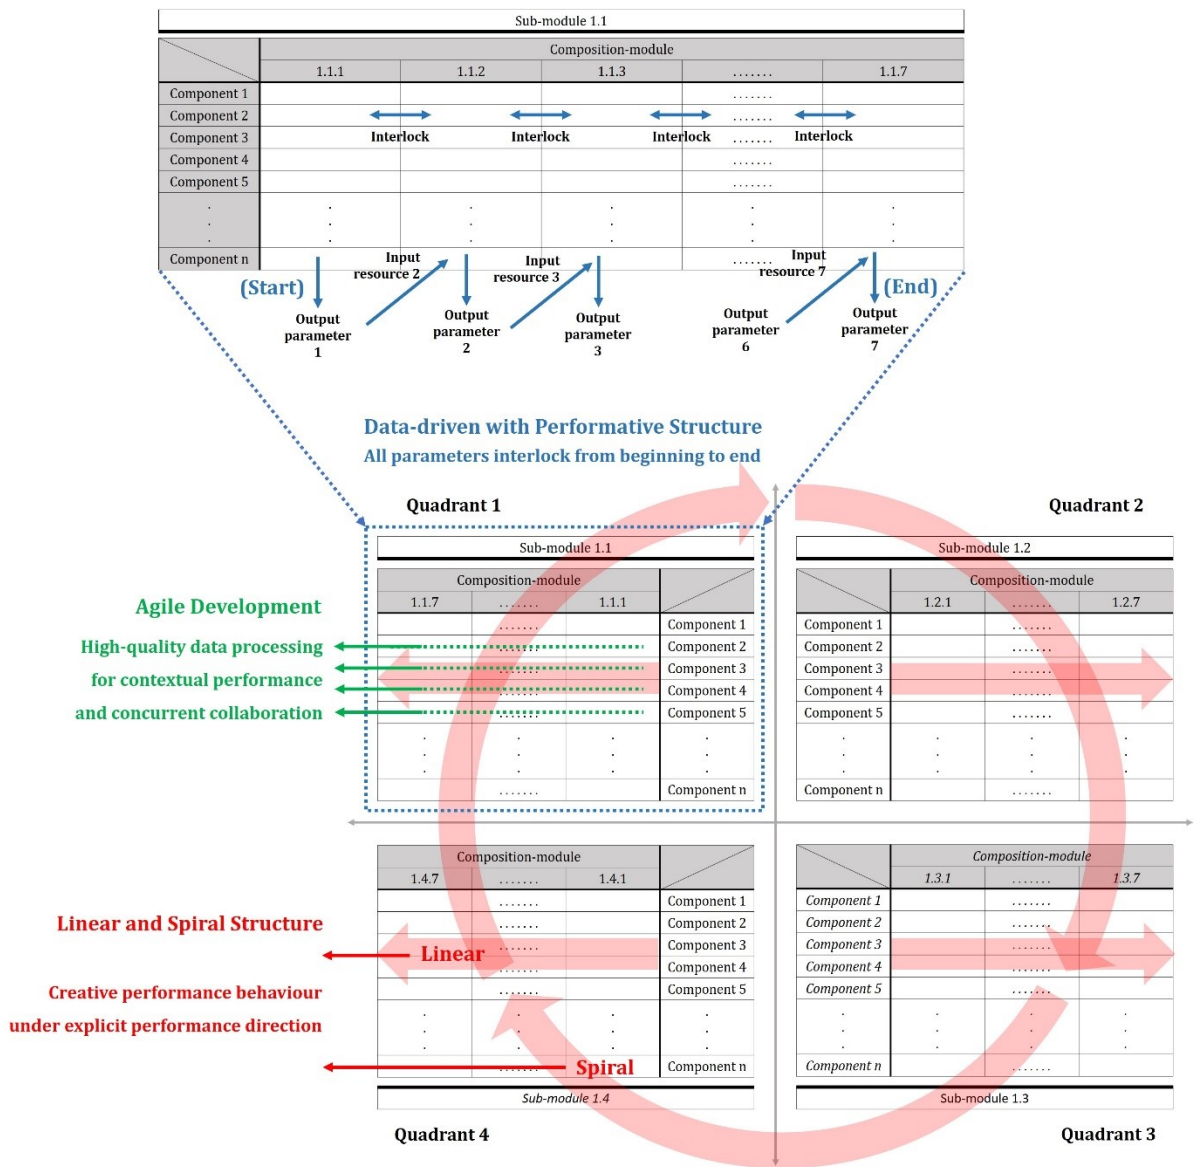 Sub-module 1.1
Composition-module
1.1.1 1.1.2 1.1.3 ....... 1.1.7
Component 1 .......
Component 2 .......
Interlock Interlock Interlock Interlock
Component 3 .......
Component 4 .......
Component 5 .......
. . . . . .
. . . . . .
. . . . . .
Component n .......
(Start)
Input
resource 2
Input
resource 3
Input
resource 7
(End)
Output
parameter
1
Output
parameter
2
Output
parameter
3
Output
parameter
6
Output
parameter
7
Data-driven with Performative Structure
All parameters interlock from beginning to end
Quadrant 1
Sub-module 1.1
Composition-module
1.1.7 ....... 1.1.1
....... Component 1
....... Component 2
....... Component 3
....... Component 4
....... Component 5
. . . .
. . . .
. . . .
....... Component n
Quadrant 2
Sub-module 1.2
Composition-module
1.2.1 ....... 1.2.7
Component 1 .......
Component 2 .......
Component 3 .......
Component 4 .......
Component 5 .......
. . . .
. . . .
. . . .
Component n .......
Agile Development
High-quality data processing
for contextual performance
and concurrent collaboration
Composition-module
1.4.7 ....... 1.4.1
....... Component 1
....... Component 2
....... Component 3
....... Component 4
....... Component 5
. . . .
. . . .
. . . .
....... Component n
Sub-module 1.4
Quadrant 4
Linear and Spiral Structure
Linear
Creative performance behaviour
under explicit performance direction
Spiral
Composition-module
1.3.1 ....... 1.3.7
Component 1 .......
Component 2 .......
Component 3 .......
Component 4 .......
Component 5 .......
. . . .
. . . .
. . . .
Component n .......
Sub-module 1.3
Quadrant 3